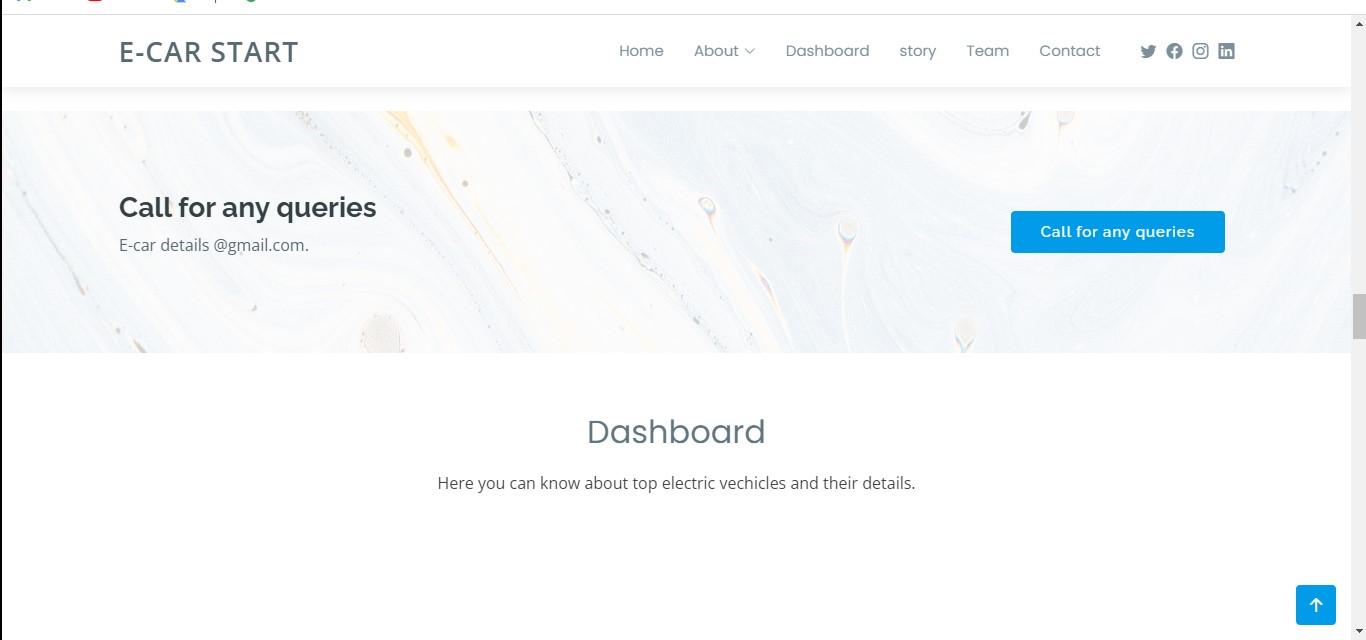 E-CAR START
Home About Dashboard story Team Contact
Call for any queries
E-car details @gmail.com.
Call for any queries
Dashboard
Here you can know about top electric vechicles and their details.